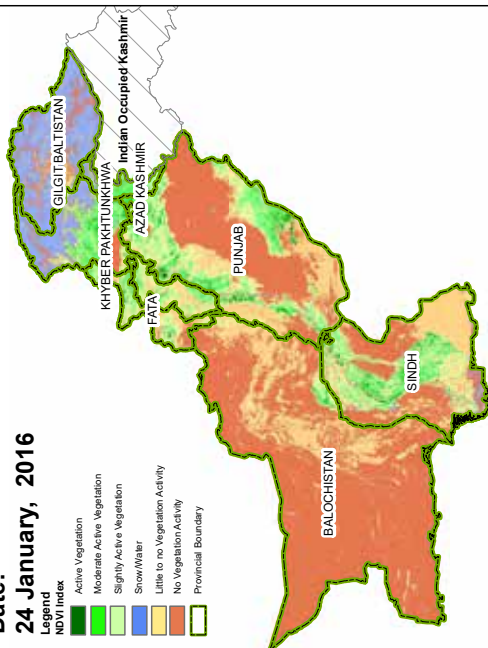 Date:
24 January, 2016
Legend
NDVI Index
Active Vegetation
Moderate Active Vegetation
Slightly Active Vegetation
Snow/Water
Little to no Vegetation Activity
No Vegetation Activity
Provincial Boundary
GILGIT BALTISTAN
KHYBER PAKHTUNKHWA
Indian Occupied Kashmir
AZAD KASHMIR
FATA
PUNJAB
BALOCHISTAN
SINDH